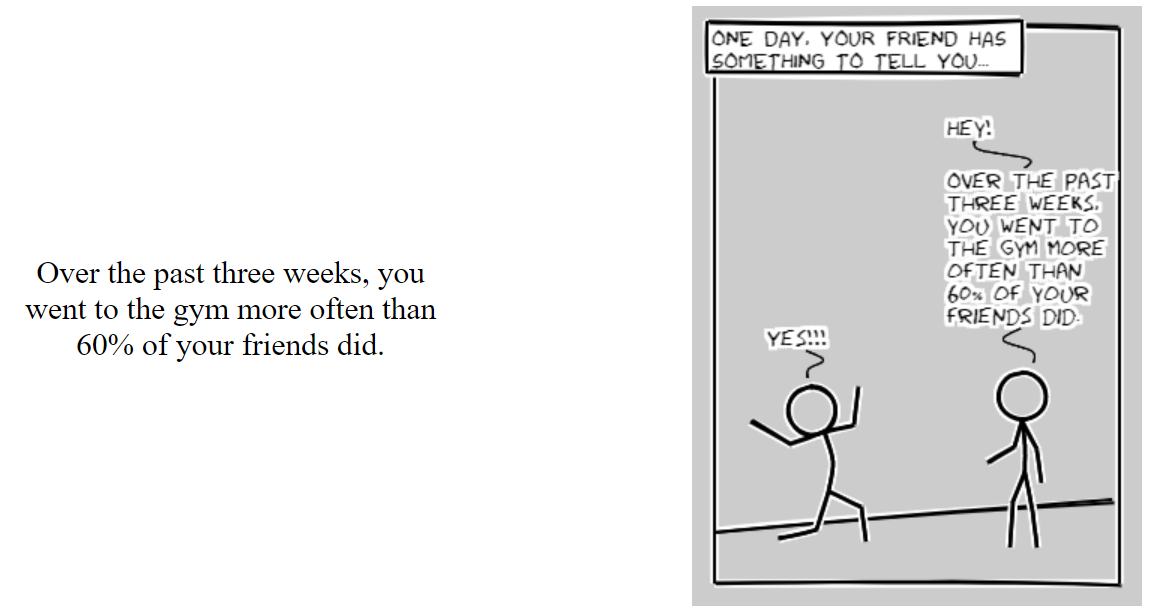 Over the past three weeks, you
went to the gym more often than
60% of your friends did.
ONE DAY, YOUR FRIEND HAS
SOMETHING TO TELL YOU...
HEY!
OVER THE PAST
THREE WEEKS,
YOU WENT TO
THE GYM MORE
OFTEN THAN
60% OF YOUR
FRIENDS DID.
YES!!!